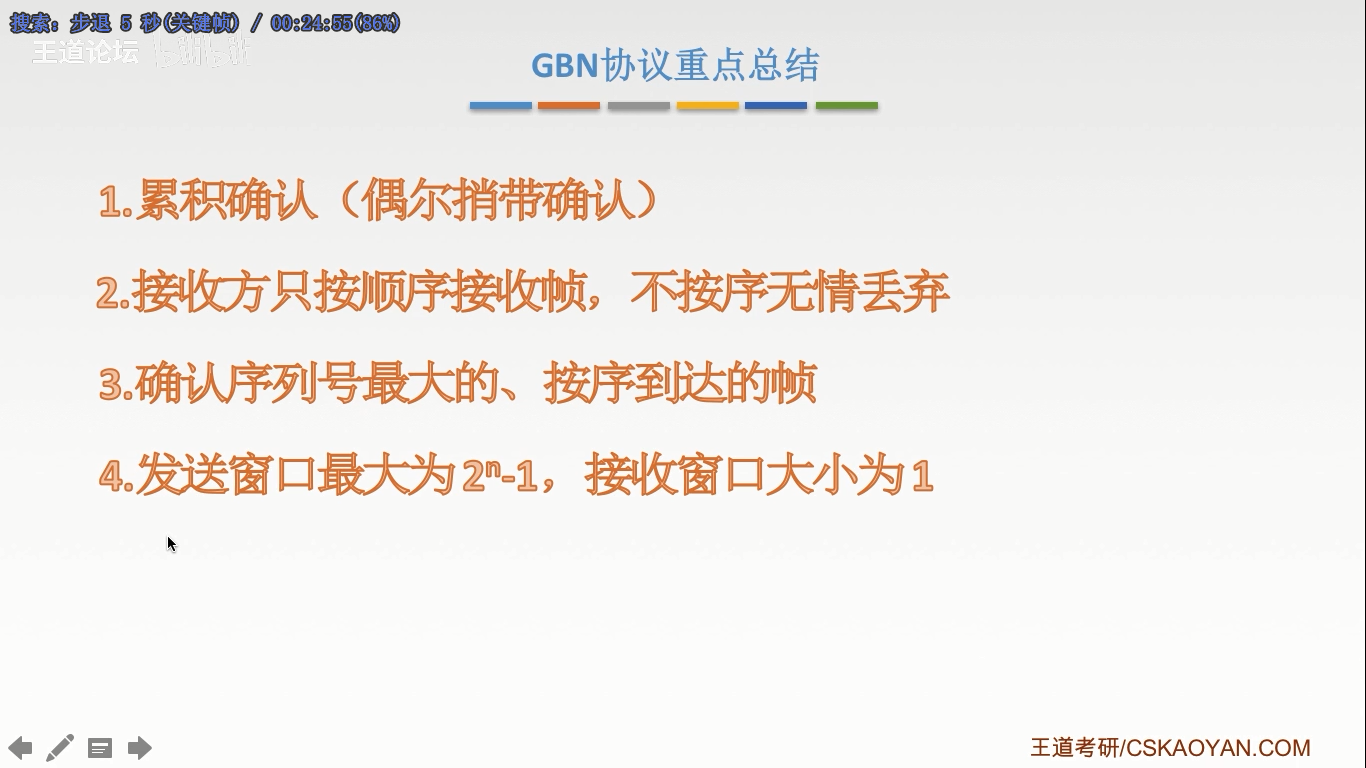 搜索: 步退 5 秒(关键帧) / 00:24:55(86%)
王道论坛 bilibili
GBN协议重点总结
1.累积确认（偶尔捎带确认）
2.接收方只按顺序接收帧，不按序无情丢弃
3.确认序列号最大的、按序到达的帧
4.发送窗口最大为2ⁿ-1，接收窗口大小为1
王道考研/CSKAOYAN.COM